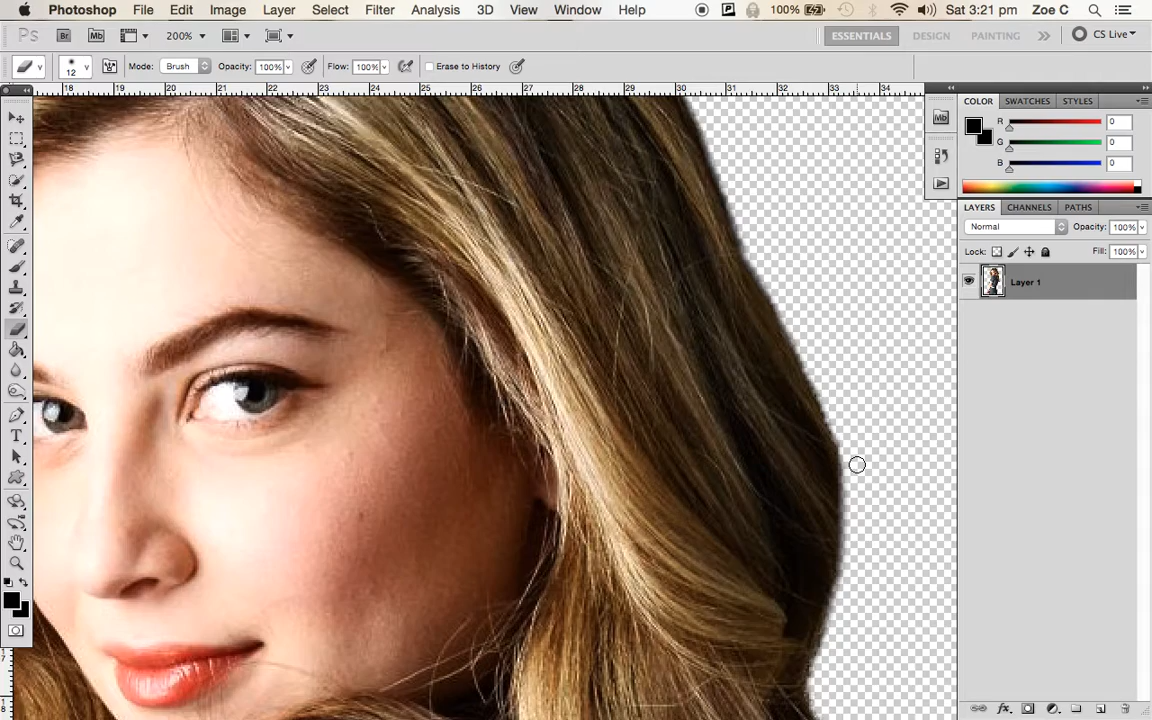 Photoshop File Edit Image Layer Select Filter Analysis 3D View Window Help 100% Sat 3:21 pm Zoe C
Ps Br Mb 200% ESSENTIALS DESIGN PAINTING CS Live
12 Mode: Brush Opacity: 100% Flow: 100% Erase to History
18 19 20 21 22 23 24 25 26 27 28 29 30 31 32 33 34
COLOR SWATCHES STYLES
Mb
R 0
G 0
B 0
LAYERS CHANNELS PATHS
Normal Opacity: 100%
Lock: Fill: 100%
Layer 1
T
fx